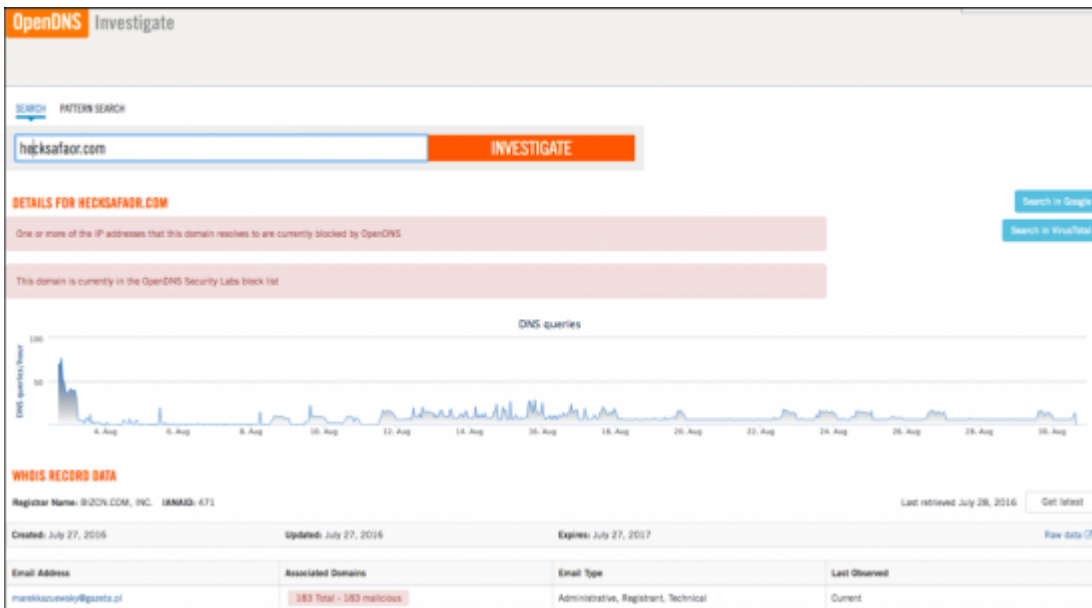 OpenDNS Investigate
SEARCH PATTERN SEARCH
hecksafaor.com INVESTIGATE
DETAILS FOR HECKSAFAOR.COM
Search in Google
One or more of the IP addresses that this domain resolves to are currently blocked by OpenDNS
Search in VirusTotal
This domain is currently in the OpenDNS Security Labs block list
DNS queries
DNS queries/hour
100
50
4. Aug 6. Aug 8. Aug 10. Aug 12. Aug 14. Aug 16. Aug 18. Aug 20. Aug 22. Aug 24. Aug 26. Aug 28. Aug 30. Aug
WHOIS RECORD DATA
Registrar Name: BIZCN.COM, INC. IANAID: 471 Last retrieved July 28, 2016 Get latest
Created: July 27, 2016 Updated: July 27, 2016 Expires: July 27, 2017 Raw data
Email Address Associated Domains Email Type Last Observed
marekkazuewsky@gazeta.pl 183 Total - 183 malicious Administrative, Registrant, Technical Current